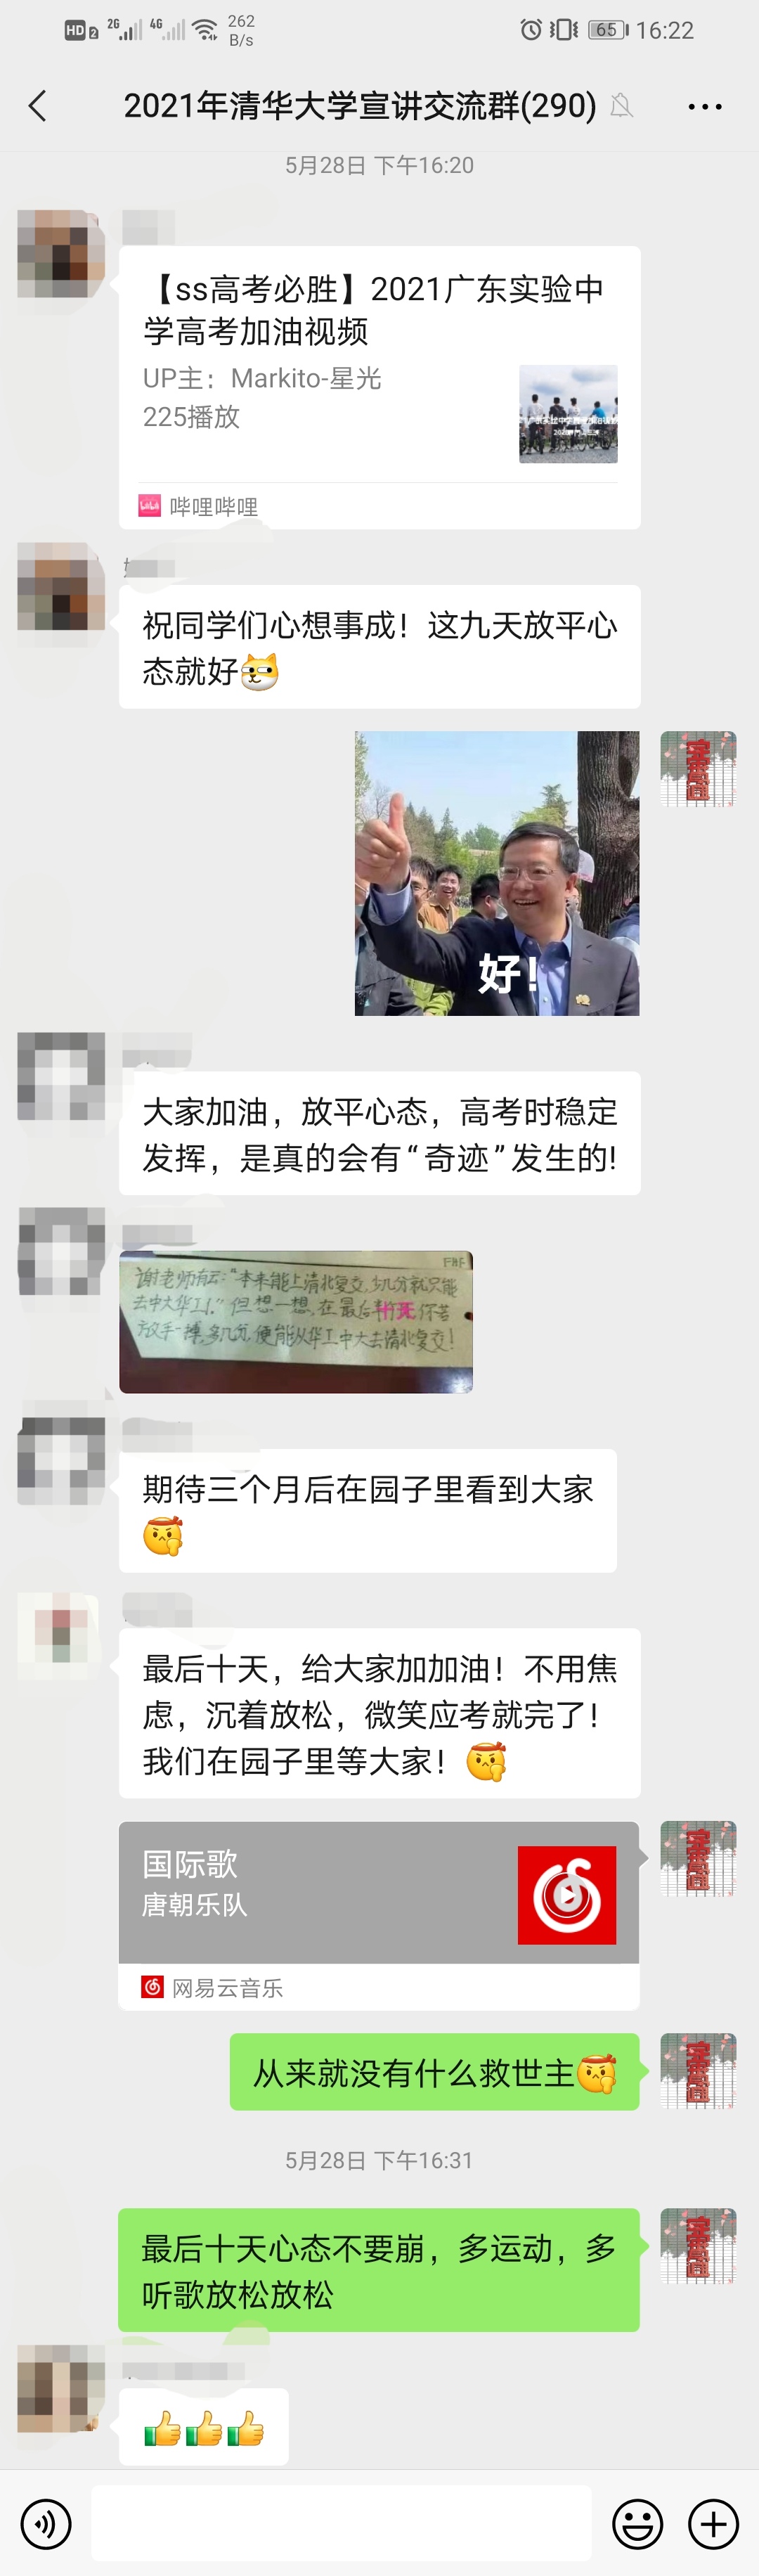 HD 2 2G 4G 262 B/s 65 16:22
2021年清华大学宣讲交流群(290)
5月28日 下午16:20
【ss高考必胜】2021广东实验中
学高考加油视频
UP主：Markito-星光
225播放
哔哩哔哩
祝同学们心想事成！这九天放平心
态就好
好!
大家加油，放平心态，高考时稳定
发挥，是真的会有“奇迹”发生的!
谢老师有云:“本来能上清北复交,少几分就只能
去中大华工!”但想一想,在最后十天你若
放手一搏,多几分,便能从华工中大去清北复交!
期待三个月后在园子里看到大家
最后十天，给大家加加油！不用焦
虑，沉着放松，微笑应考就完了！
我们在园子里等大家！
国际歌
唐朝乐队
网易云音乐
从来就没有什么救世主
5月28日 下午16:31
最后十天心态不要崩，多运动，多
听歌放松放松